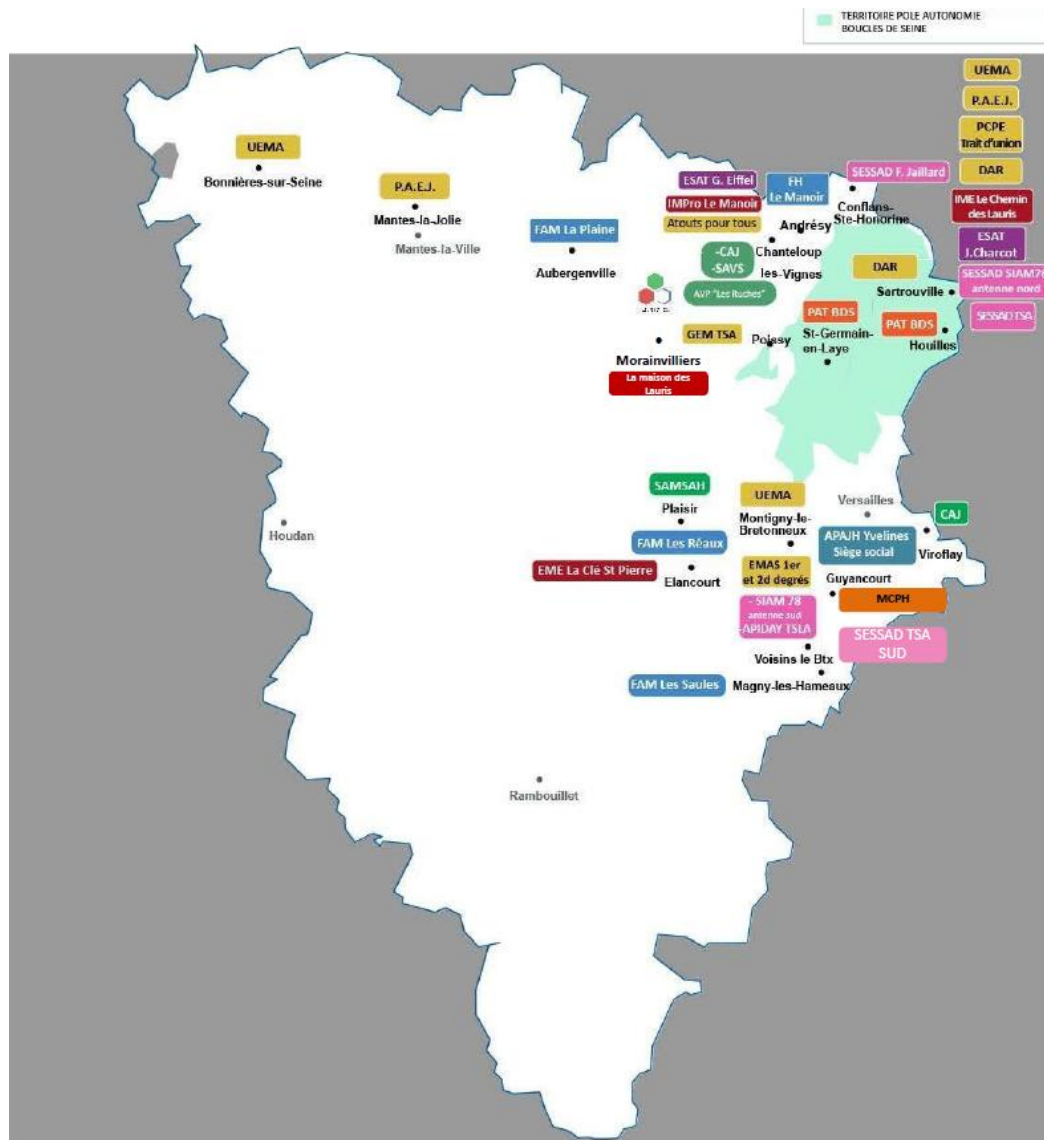 TERRITOIRE POLE AUTONOMIE
BOUCLES DE SEINE
UEMA
P.A.E.J.
PCPE
Trait d'union
DAR
IME Le Chemin
des Lauris
ESAT
J.Charcot
SESSAD SIAM78
antenne nord
SESSAD TSA
UEMA
Bonnières-sur-Seine
P.A.E.J.
Mantes-la-Jolie
Mantes-la-Ville
FAM La Plaine
Aubergenville
ESAT G. Eiffel
IMPro Le Manoir
Atouts pour tous
FH
Le Manoir
SESSAD F. Jaillard
Conflans-
Ste-Honorine
Andrésy
Chanteloup
les-Vignes
-CAJ
-SAVS
AVP "Les Ruches"
DAR
Sartrouville
PAT BDS
St-Germain-
en-Laye
PAT BDS
Houilles
GEM TSA
Poissy
Morainvilliers
La maison des
Lauris
SAMSAH
Plaisir
UEMA
Montigny-le-
Bretonneux
Versailles
CAJ
Viroflay
APAJH Yvelines
Siège social
Houdan
FAM Les Réaux
EME La Clé St Pierre
Elancourt
EMAS 1er
et 2d degrés
Guyancourt
MCPH
- SIAM 78
antenne sud
-APIDAY TSLA
SESSAD TSA
SUD
Voisins le Btx
FAM Les Saules
Magny-les-Hameaux
Rambouillet